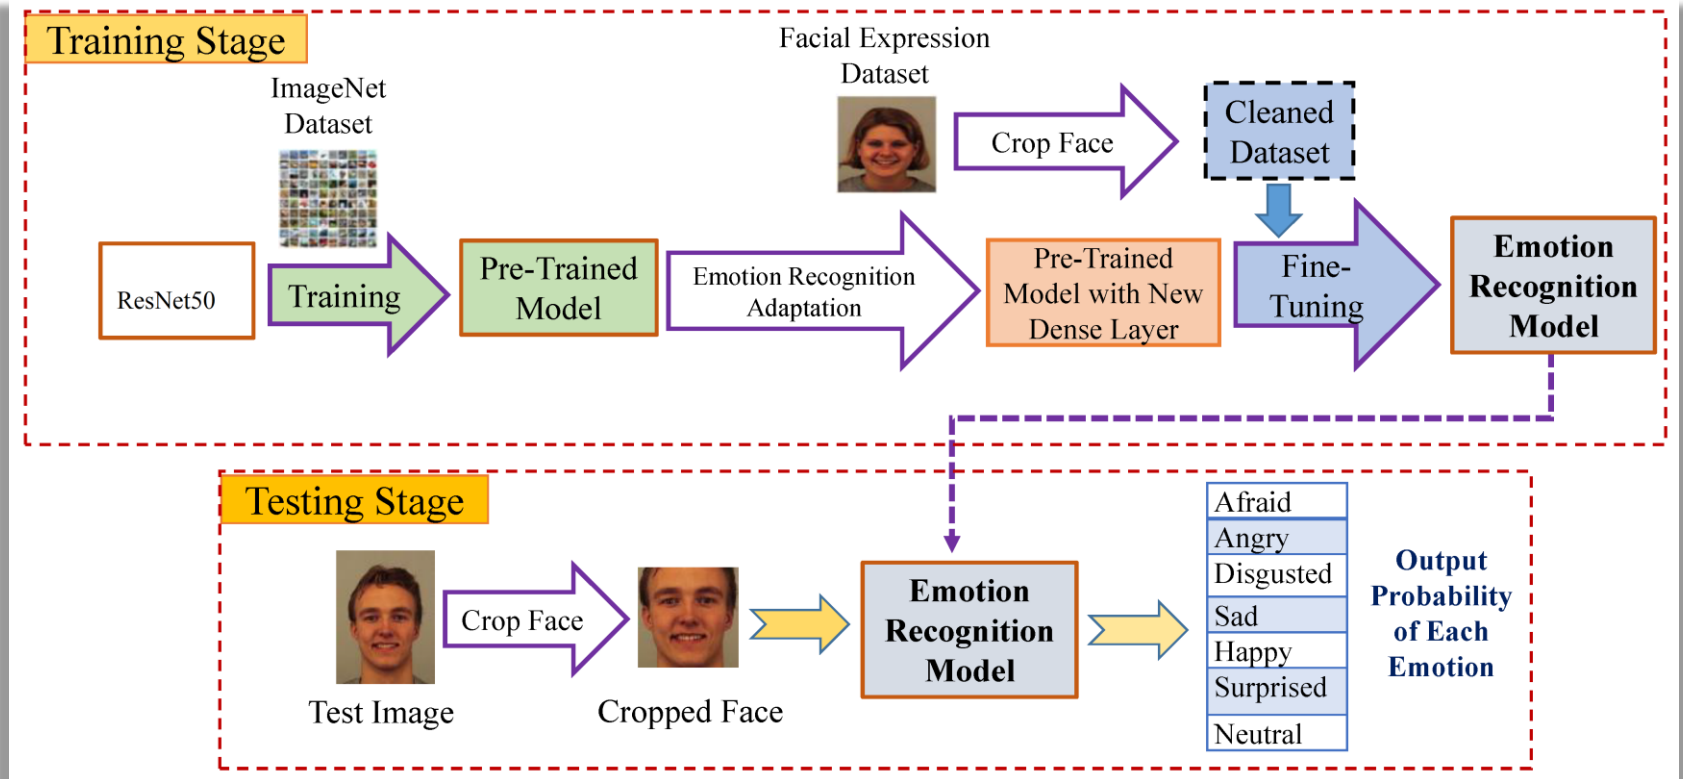 Training Stage
ImageNet
Dataset
Facial Expression
Dataset
Crop Face
Cleaned
Dataset
ResNet50
Training
Pre-Trained
Model
Emotion Recognition
Adaptation
Pre-Trained
Model with New
Dense Layer
Fine-
Tuning
Emotion
Recognition
Model
Testing Stage
Test Image
Crop Face
Cropped Face
Emotion
Recognition
Model
Afraid
Angry
Disgusted
Sad
Happy
Surprised
Neutral
Output
Probability
of Each
Emotion